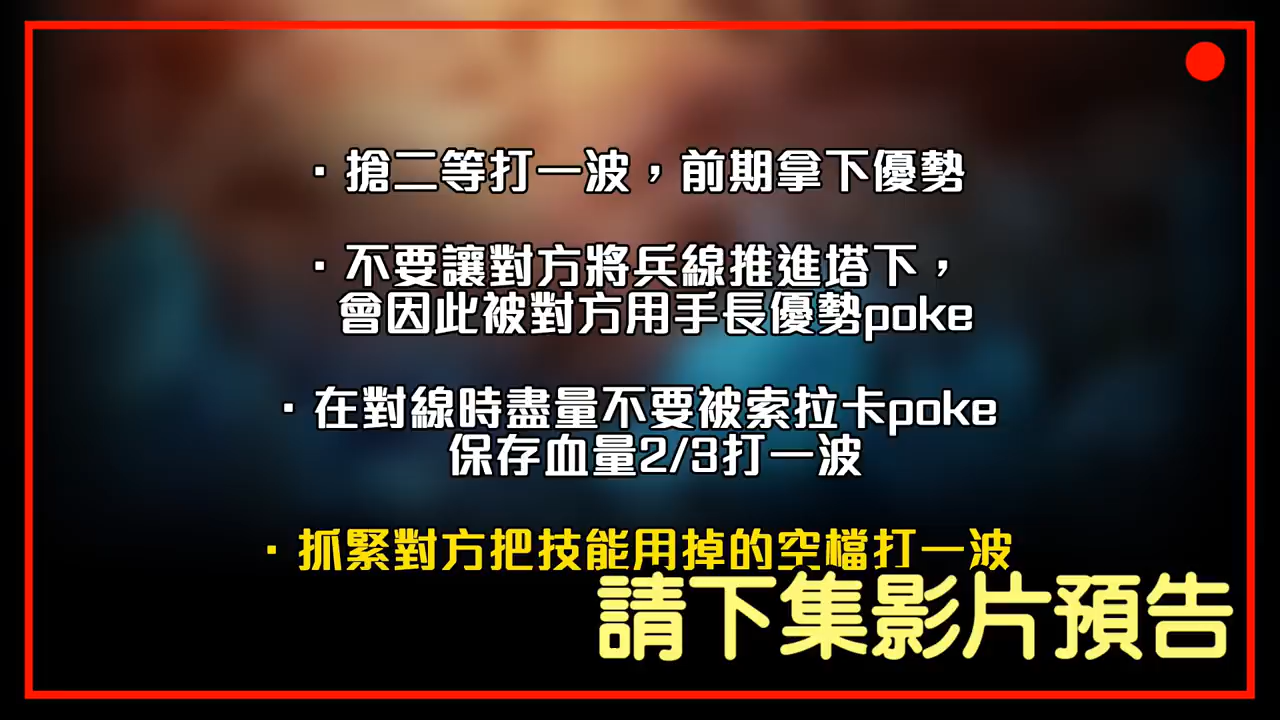 ·搶二等打一波，前期拿下優勢
·不要讓對方將兵線推進塔下，
會因此被對方用手長優勢poke
·在對線時盡量不要被索拉卡poke
保存血量2/3打一波
·抓緊對方把技能用掉的空檔打一波
請下集影片預告